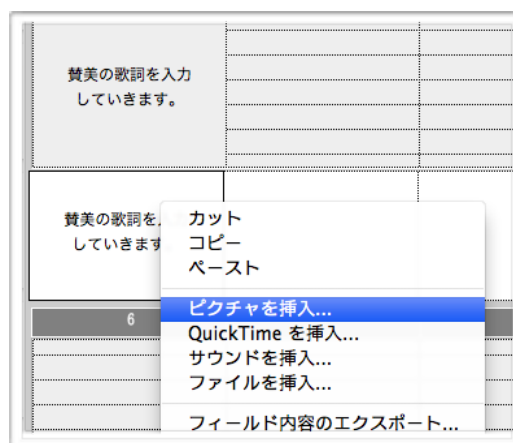 賛美の歌詞を入力
していきます。
賛美の歌詞を
していきます
カット
コピー
ペースト
ピクチャを挿入...
QuickTime を挿入...
サウンドを挿入...
ファイルを挿入...
フィールド内容のエクスポート...
6